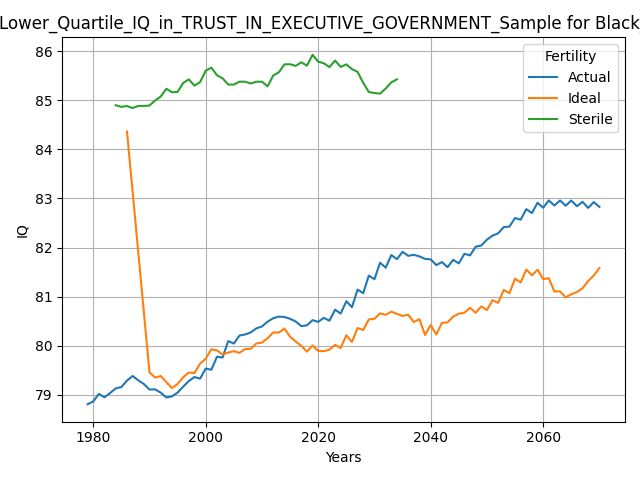 Lower_Quartile_IQ_in_TRUST_IN_EXECUTIVE_GOVERNMENT_Sample for Black
86
85
84
83
82
81
80
79
IQ
Fertility
Actual
Ideal
Sterile
1980
2000
2020
2040
2060
Years